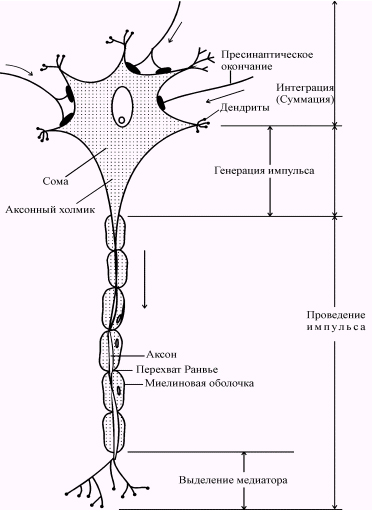 Пресинаптическое
окончание
Интеграция
(Суммация)
Дендриты
Генерация импульса
Сома
Аксонный холмик
Проведение
импульса
Аксон
Перехват Ранвье
Миелиновая оболочка
Выделение медиатора